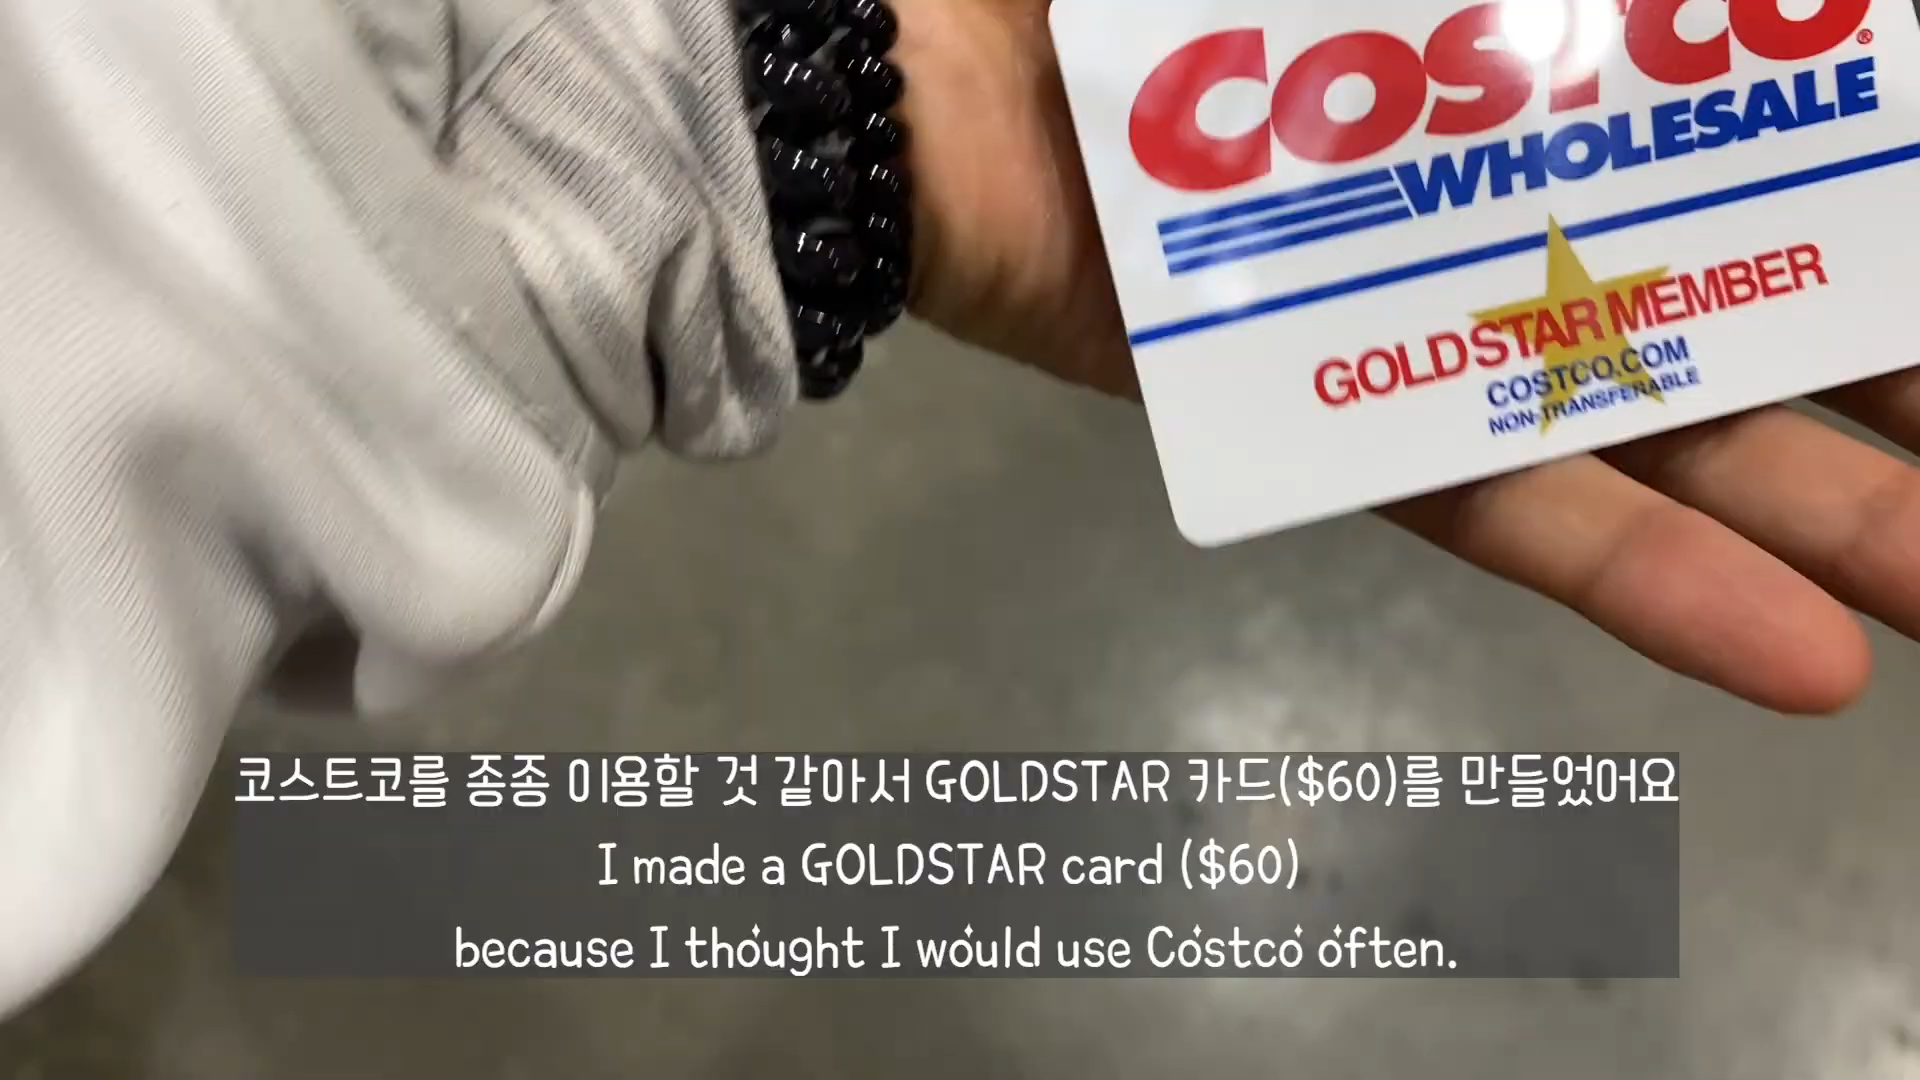 COSTCO®
WHOLESALE
GOLD STAR MEMBER
COSTCO.COM
NON-TRANSFERABLE
코스트코를 종종 이용할 것 같아서 GOLDSTAR 카드($60)를 만들었어요
I made a GOLDSTAR card ($60)
because I thought I would use Costco often.